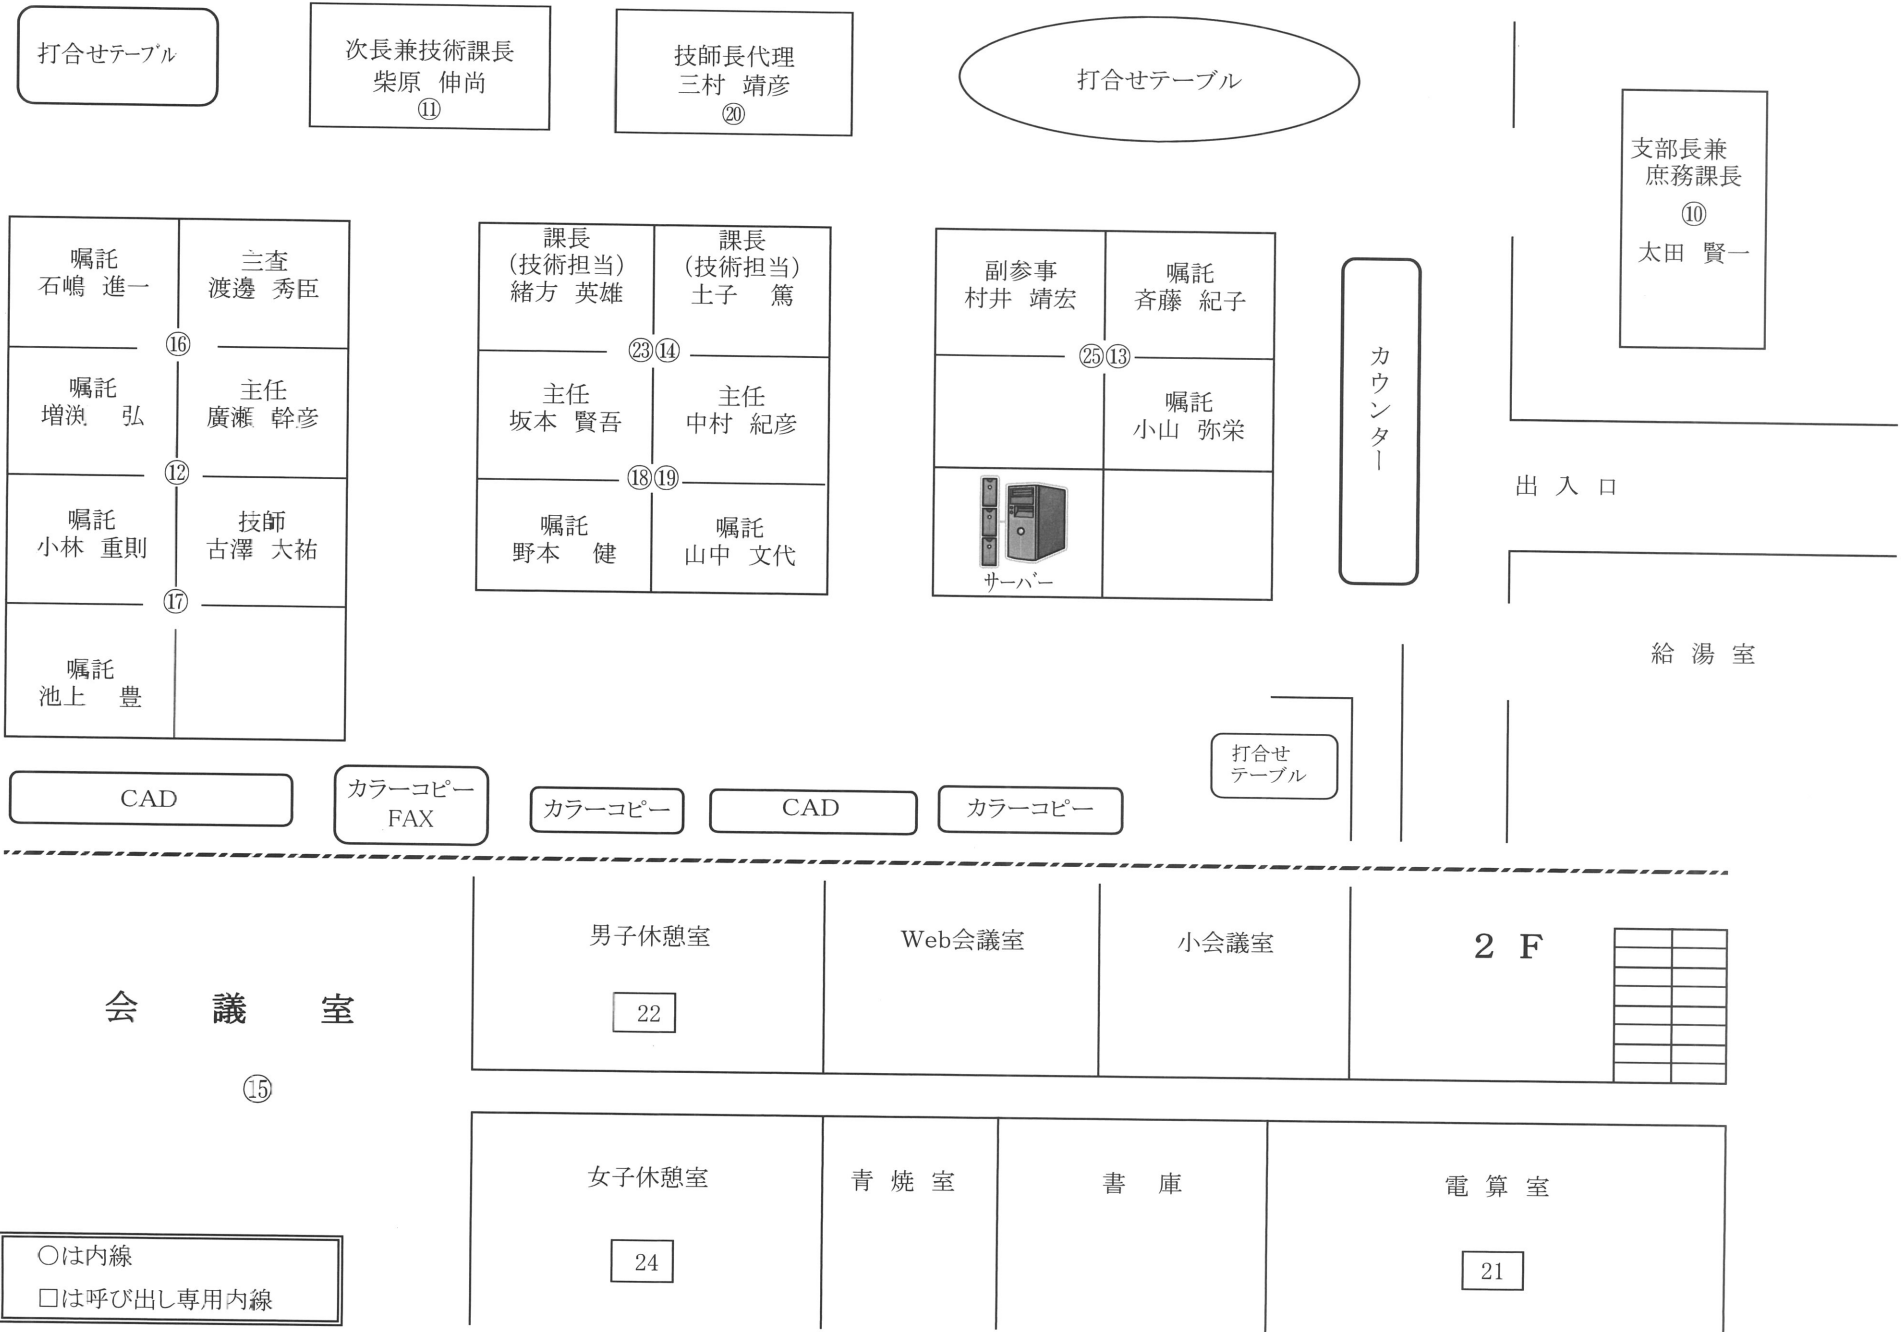 打合せテーブル
次長兼技術課長
柴原 伸尚
⑪
技師長代理
三村 靖彦
⑳
打合せテーブル
支部長兼
庶務課長
⑩
太田 賢一
嘱託
石嶋 進一
主査
渡邊 秀臣
⑯
嘱託
増渕 弘
主任
廣瀬 幹彦
⑫
嘱託
小林 重則
技師
古澤 大祐
⑰
嘱託
池上 豊
課長
(技術担当)
緒方 英雄
課長
(技術担当)
土子 篤
㉓⑭
主任
坂本 賢吾
主任
中村 紀彦
⑱⑲
嘱託
野本 健
嘱託
山中 文代
副参事
村井 靖宏
嘱託
斉藤 紀子
㉕⑬
嘱託
小山 弥栄
サーバー
カウンター
出入口
給湯室
打合せ
テーブル
CAD
カラーコピー
FAX
カラーコピー
CAD
カラーコピー
会議室
⑮
男子休憩室
22
Web会議室
小会議室
2 F
女子休憩室
24
青焼室
書庫
電算室
21
○は内線
□は呼び出し専用内線